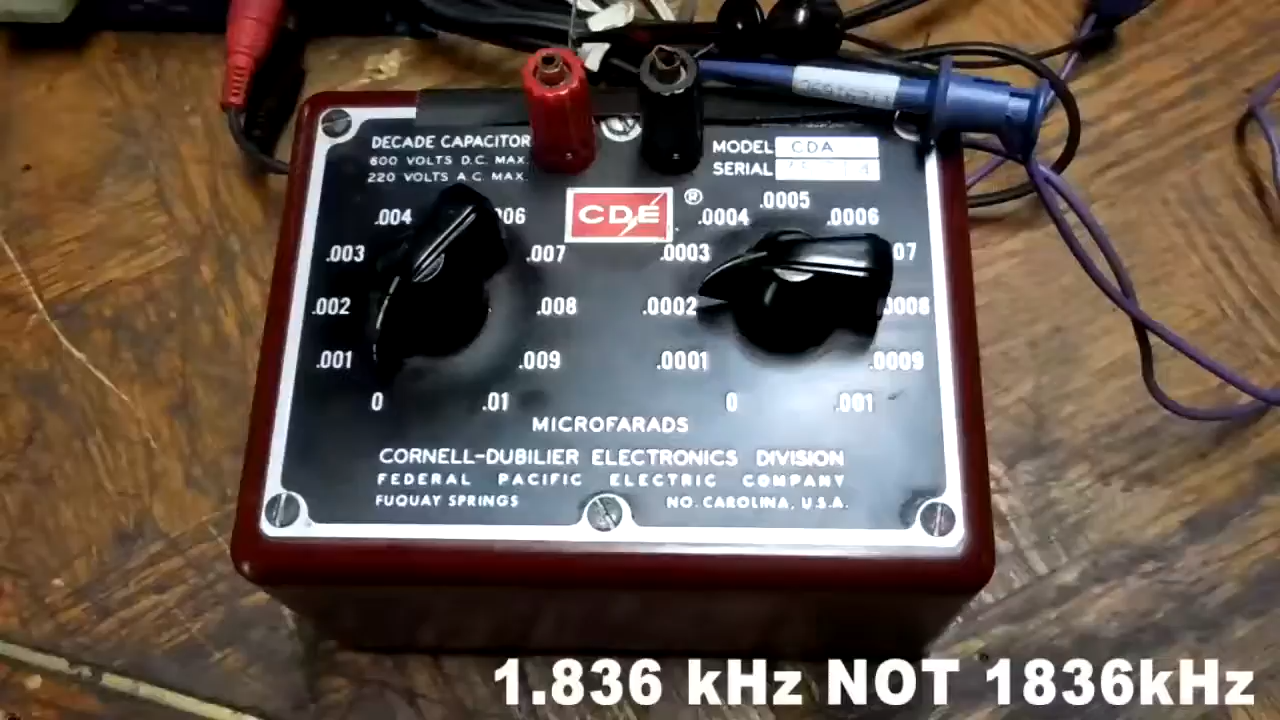 DECADE CAPACITOR
600 VOLTS D.C. MAX.
220 VOLTS A.C. MAX.
MODEL CDA
SERIAL
CDE ®
.004
.003 .007
.002 .008
.001 .009
0 .01
.0005
.0004 .0006
.0003
.0002
.0001 .0009
0 .001
MICROFARADS
CORNELL-DUBILIER ELECTRONICS DIVISION
FEDERAL PACIFIC ELECTRIC COMPANY
FUQUAY SPRINGS NO. CAROLINA, U.S.A.
1.836 kHz NOT 1836kHz